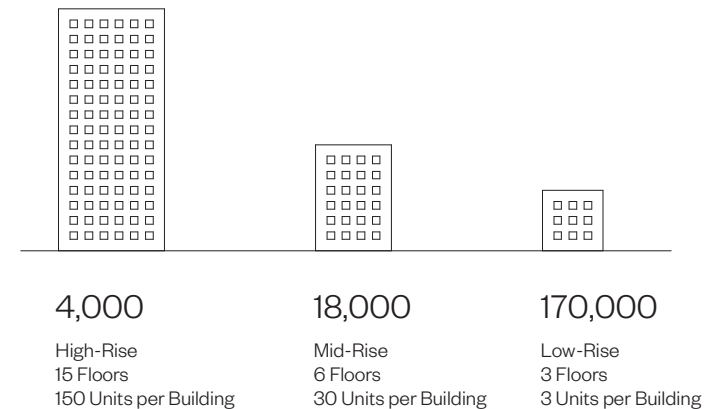 4,000
High-Rise
15 Floors
150 Units per Building
18,000
Mid-Rise
6 Floors
30 Units per Building
170,000
Low-Rise
3 Floors
3 Units per Building